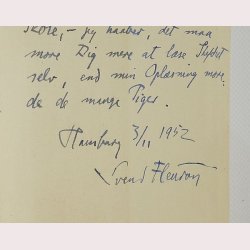 Skole, – jeg haaber, det maa
more Dig mere at læse Stykket
selv, end min Oplæsning more-
de de mange Piger.
Hamburg 3/11 1952
Svend Fleuron